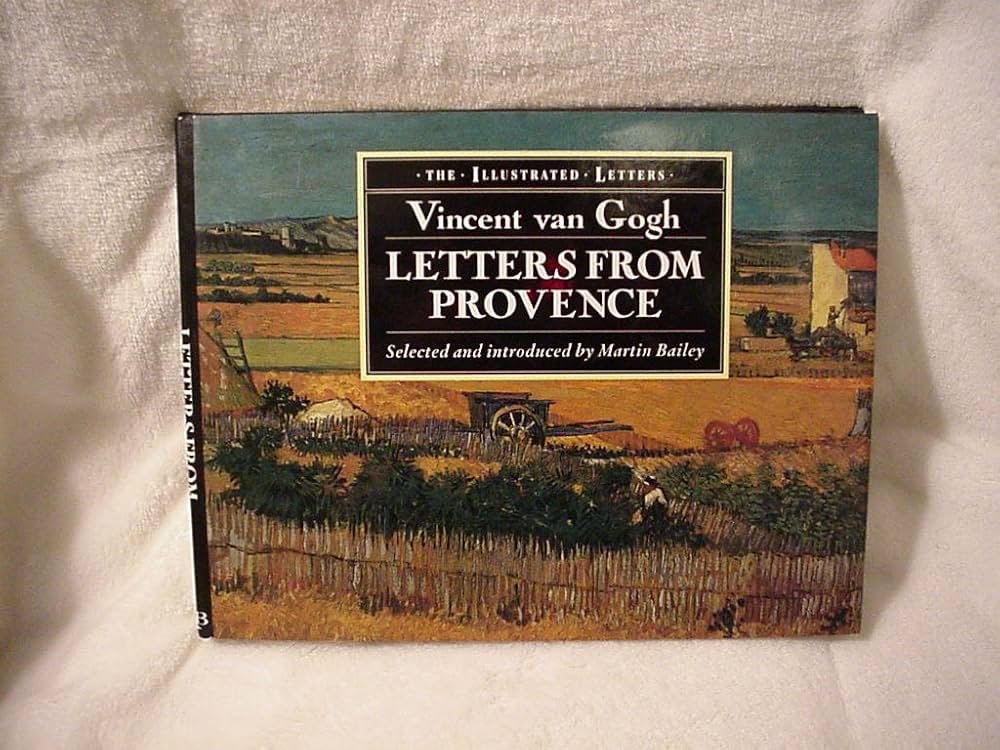 · THE · ILLUSTRATED · LETTERS ·
Vincent van Gogh
LETTERS FROM
PROVENCE
Selected and introduced by Martin Bailey
LETTERS FROM